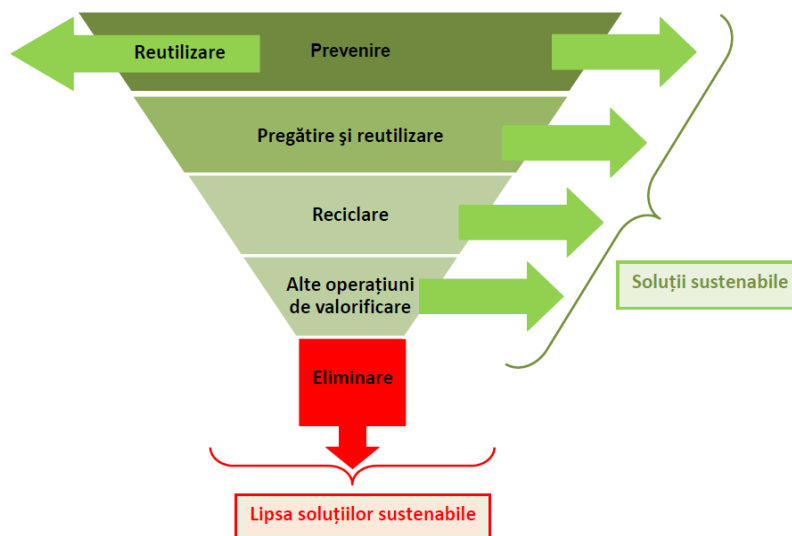 Reutilizare
Prevenire
Pregătire şi reutilizare
Reciclare
Alte operațiuni
de valorificare
Soluții sustenabile
Eliminare
Lipsa soluțiilor sustenabile